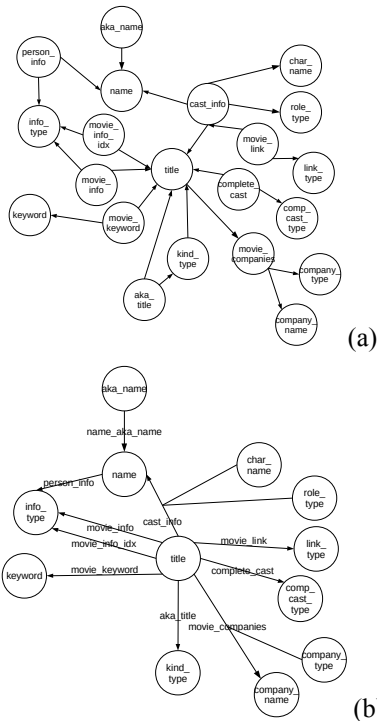 aka_name
person_
info
char_
name
name
cast_info
role_
type
info_
type
movie_
info_
idx
movie_
link
title
link_
type
movie_
info
complete_
cast
keyword
movie_
keyword
comp_
cast_
type
kind_
type
movie_
companies
company_
type
aka_
title
company_
name
(a)
aka_name
name_aka_name
char_
name
name
person_info
role_
type
info_
type
cast_info
movie_info
movie_link
link_
type
movie_info_idx
title
keyword
movie_keyword
complete_cast
comp_
cast_
type
aka_title
movie_companies
kind_
type
company_
type
company_
name
(b)